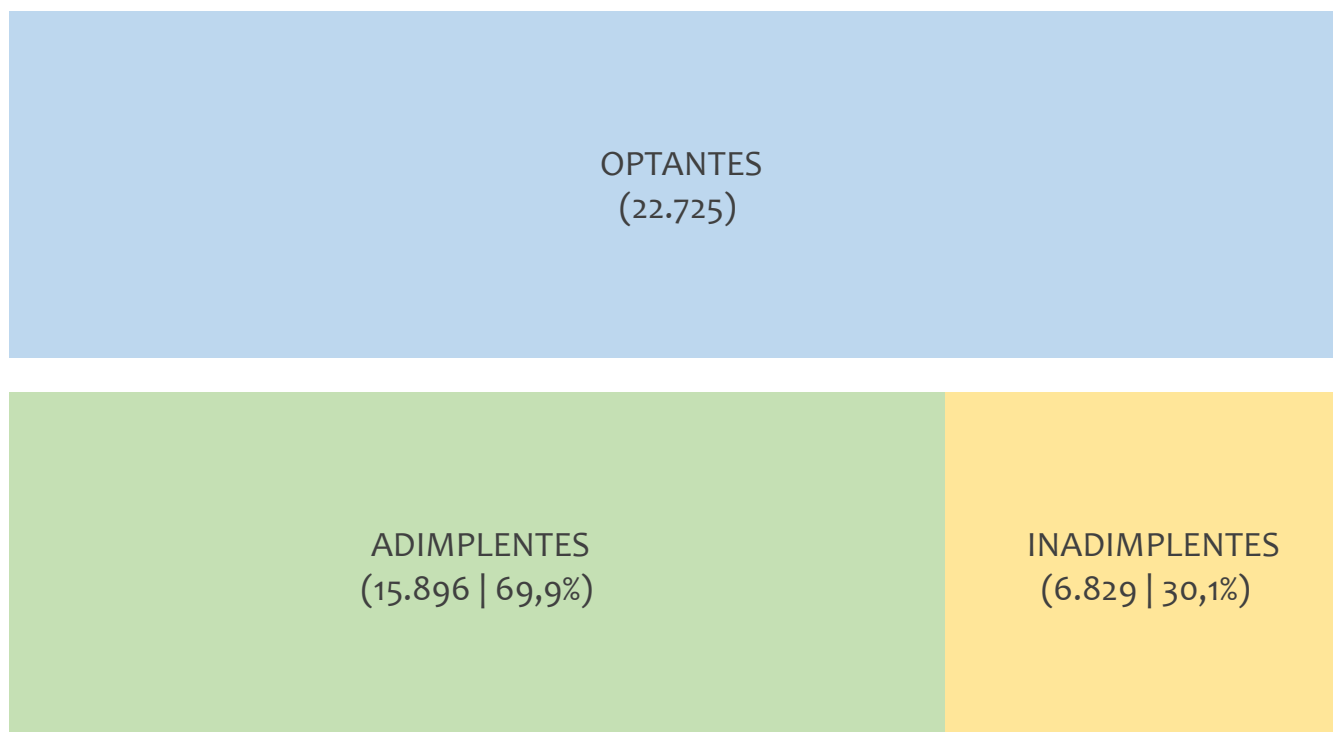 OPTANTES
(22.725)
ADIMPLENTES
(15.896 | 69,9%)
INADIMPLENTES
(6.829 | 30,1%)